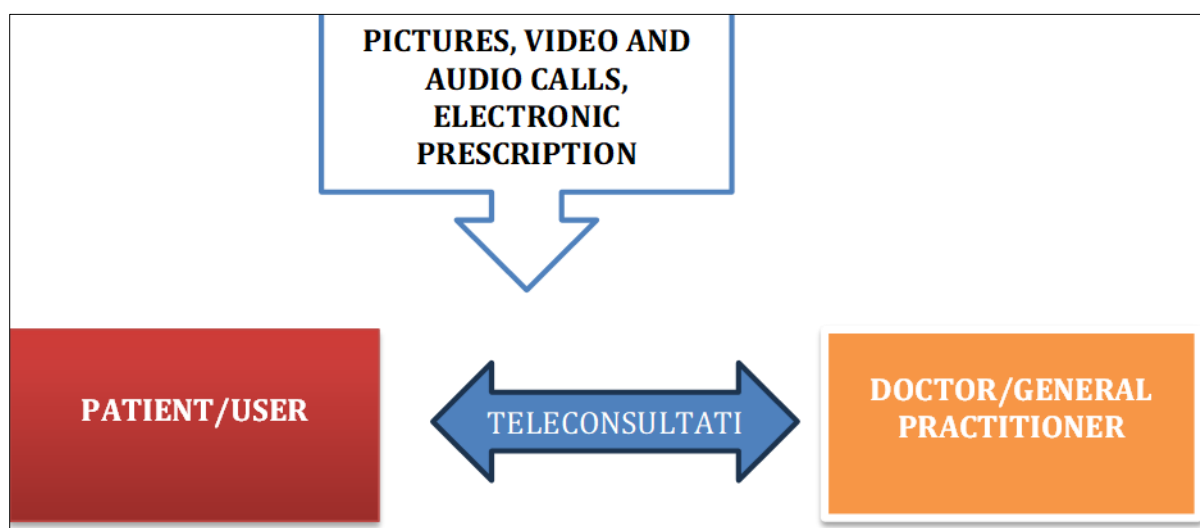 PICTURES, VIDEO AND
AUDIO CALLS,
ELECTRONIC
PRESCRIPTION
PATIENT/USER
TELECONSULTATI
DOCTOR/GENERAL
PRACTITIONER